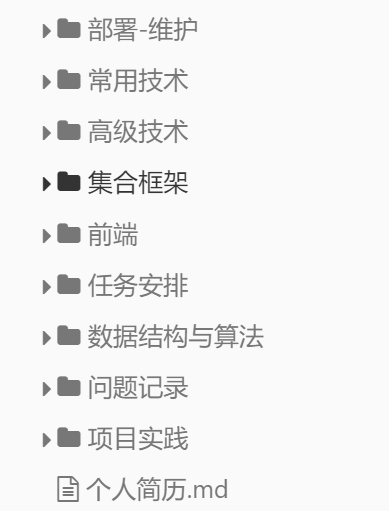 部署-维护
常用技术
高级技术
集合框架
前端
任务安排
数据结构与算法
问题记录
项目实践
个人简历.md